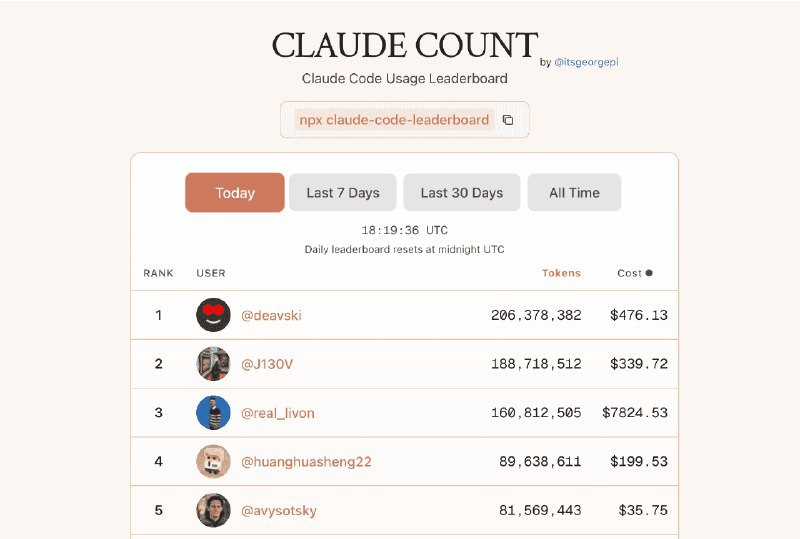 CLAUDE COUNT
by @itsgeorgepi
Claude Code Usage Leaderboard
npx claude-code-leaderboard
Today Last 7 Days Last 30 Days All Time
18:19:36 UTC
Daily leaderboard resets at midnight UTC
RANK USER Tokens Cost
1 @deavski 206,378,382 $476.13
2 @J130V 188,718,512 $339.72
3 @real_livon 160,812,505 $7824.53
4 @huanghuasheng22 89,638,611 $199.53
5 @avysotsky 81,569,443 $35.75